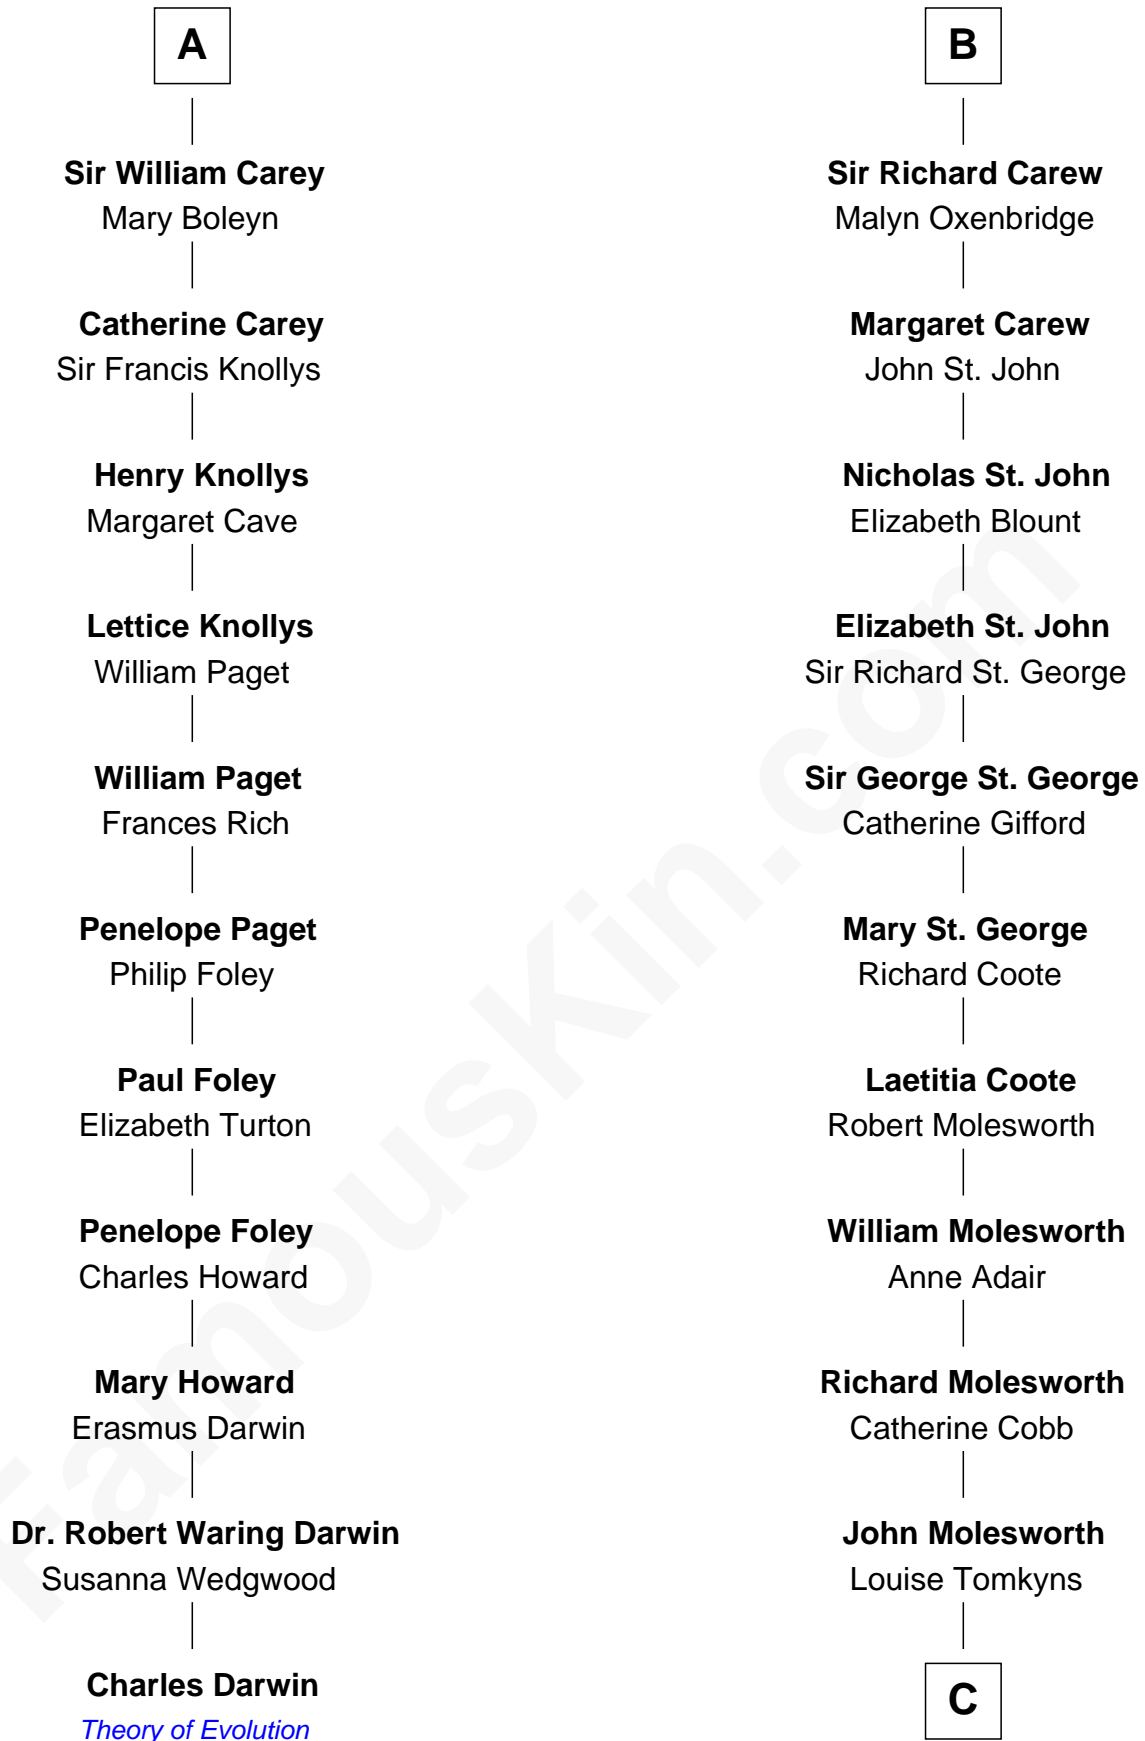 A
Sir William Carey
Mary Boleyn
Catherine Carey
Sir Francis Knollys
Henry Knollys
Margaret Cave
Lettice Knollys
William Paget
William Paget
Frances Rich
Penelope Paget
Philip Foley
Paul Foley
Elizabeth Turton
Penelope Foley
Charles Howard
Mary Howard
Erasmus Darwin
Dr. Robert Waring Darwin
Susanna Wedgwood
Charles Darwin
Theory of Evolution
B
Sir Richard Carew
Malyn Oxenbridge
Margaret Carew
John St. John
Nicholas St. John
Elizabeth Blount
Elizabeth St. John
Sir Richard St. George
Sir George St. George
Catherine Gifford
Mary St. George
Richard Coote
Laetitia Coote
Robert Molesworth
William Molesworth
Anne Adair
Richard Molesworth
Catherine Cobb
John Molesworth
Louise Tomkyns
C
FamousKin.com